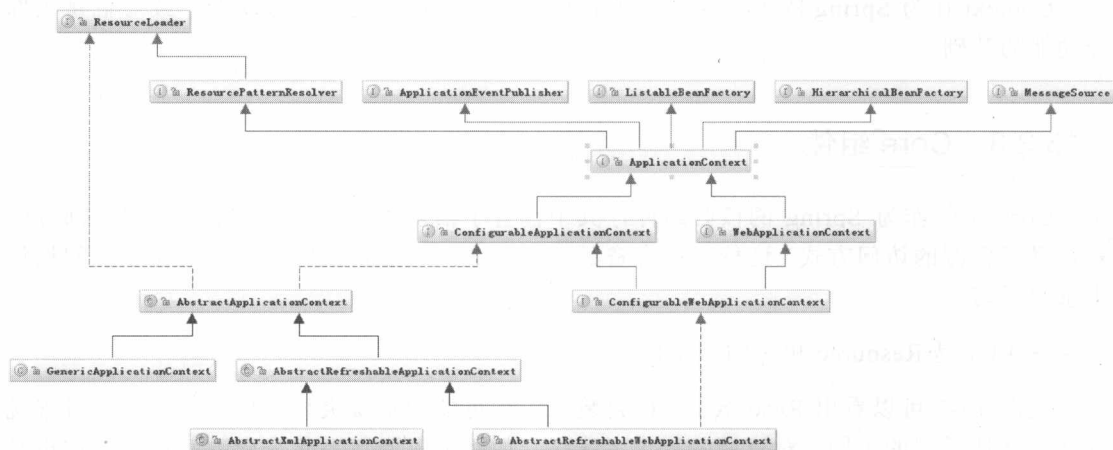 ResourceLoader
ResourcePatternResolver
ApplicationEventPublisher
ListableBeanFactory
HierarchicalBeanFactory
MessageSource
ApplicationContext
ConfigurableApplicationContext
WebApplicationContext
AbstractApplicationContext
ConfigurableWebApplicationContext
GenericApplicationContext
AbstractRefreshableApplicationContext
AbstractXmlApplicationContext
AbstractRefreshableWebApplicationContext